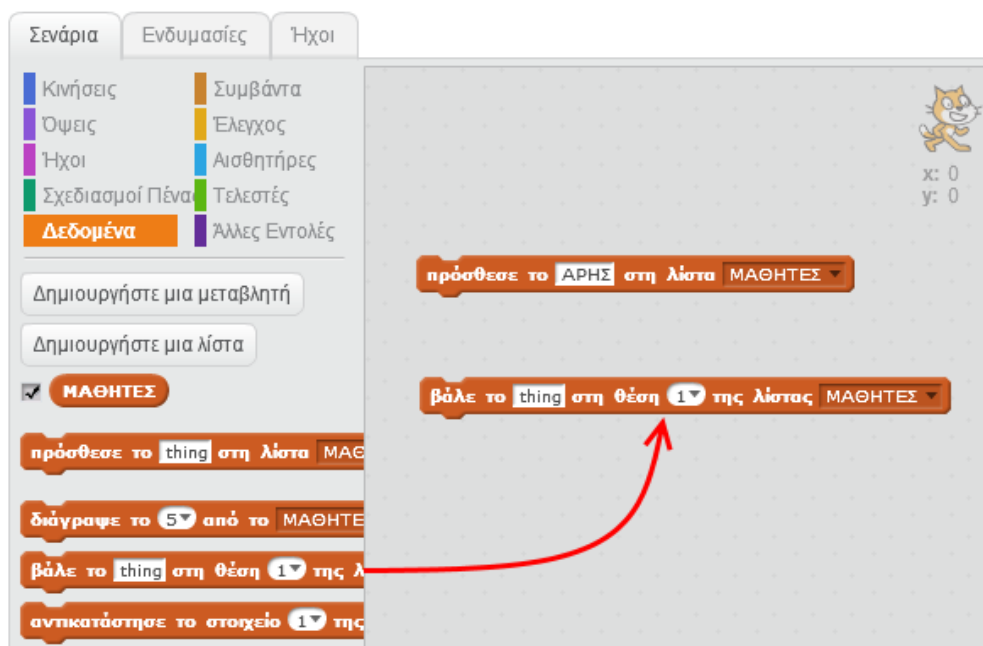 Σενάρια Ενδυμασίες Ήχοι
Κινήσεις Συμβάντα
Όψεις Έλεγχος
Ήχοι Αισθητήρες
Σχεδιασμοί Πένας Τελεστές
Δεδομένα Άλλες Εντολές
Δημιουργήστε μια μεταβλητή
Δημιουργήστε μια λίστα
ΜΑΘΗΤΕΣ
πρόσθεσε το thing στη λίστα ΜΑΘ
διάγραψε το 5 από το ΜΑΘΗΤΕ
βάλε το thing στη θέση 1 της λ
αντικατάστησε το στοιχείο 1 της
x: 0
y: 0
πρόσθεσε το ΑΡΗΣ στη λίστα ΜΑΘΗΤΕΣ
βάλε το thing στη θέση 1 της λίστας ΜΑΘΗΤΕΣ